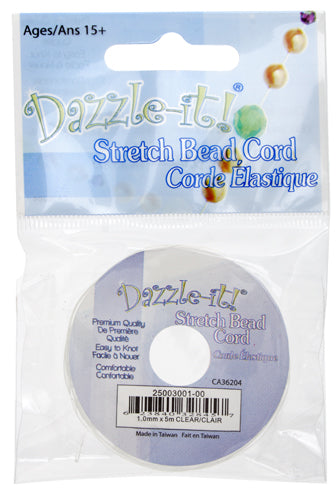 Ages/Ans 15+
Dazzle-it!®
Stretch Bead Cord
Corde Élastique
Dazzle-it!
Stretch Bead
Cord
Corde Élastique
Premium Quality
De Première
Qualité
Easy to Knot
Facile à Nouer
Comfortable
Confortable
CA36204
25003001-00
1.0mm x 5m CLEAR/CLAIR
Made in Taiwan Fait en Taiwan